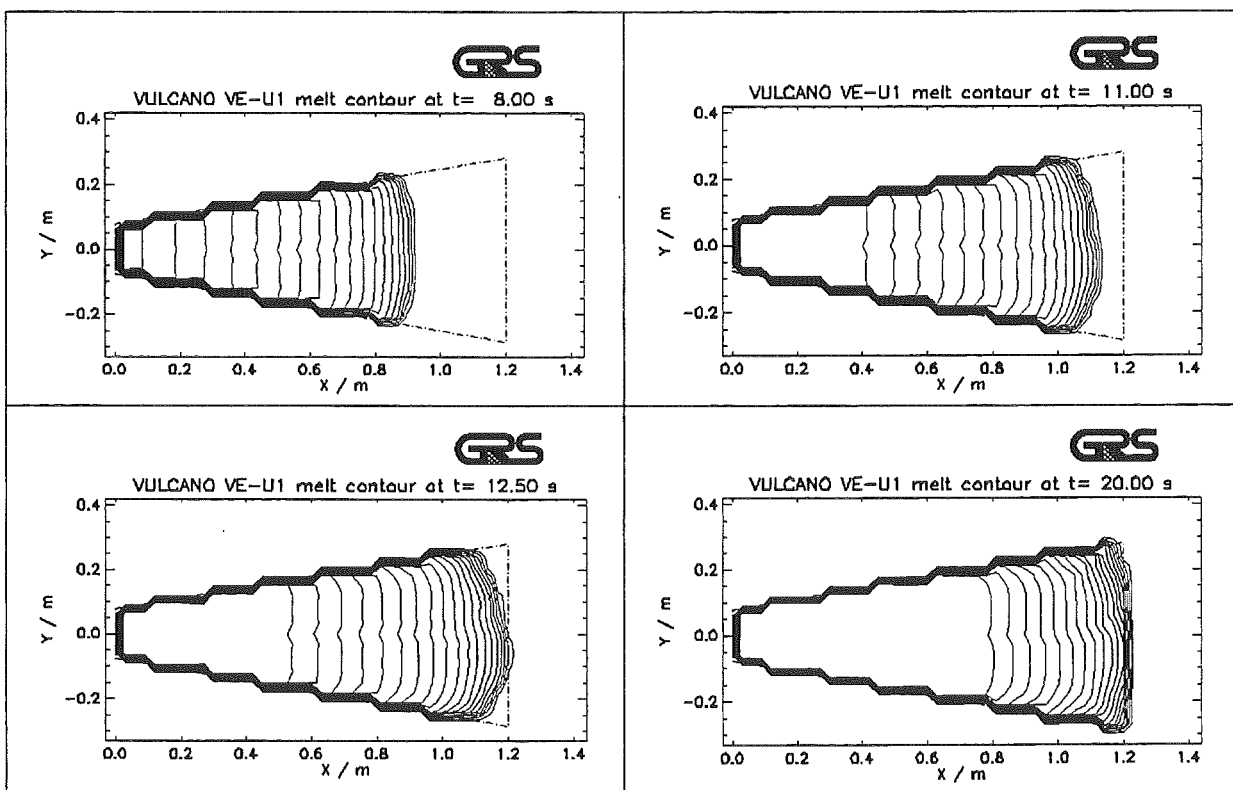 GRS
VULCANO VE-U1 melt contour at t= 8.00 s
0.4
0.2
0.0
-0.2
Y / m
0.0 0.2 0.4 0.6 0.8 1.0 1.2 1.4
X / m
GRS
VULCANO VE-U1 melt contour at t= 11.00 s
0.4
0.2
0.0
-0.2
Y / m
0.0 0.2 0.4 0.6 0.8 1.0 1.2 1.4
X / m
GRS
VULCANO VE-U1 melt contour at t= 12.50 s
0.4
0.2
0.0
-0.2
Y / m
0.0 0.2 0.4 0.6 0.8 1.0 1.2 1.4
X / m
GRS
VULCANO VE-U1 melt contour at t= 20.00 s
0.4
0.2
0.0
-0.2
Y / m
0.0 0.2 0.4 0.6 0.8 1.0 1.2 1.4
X / m